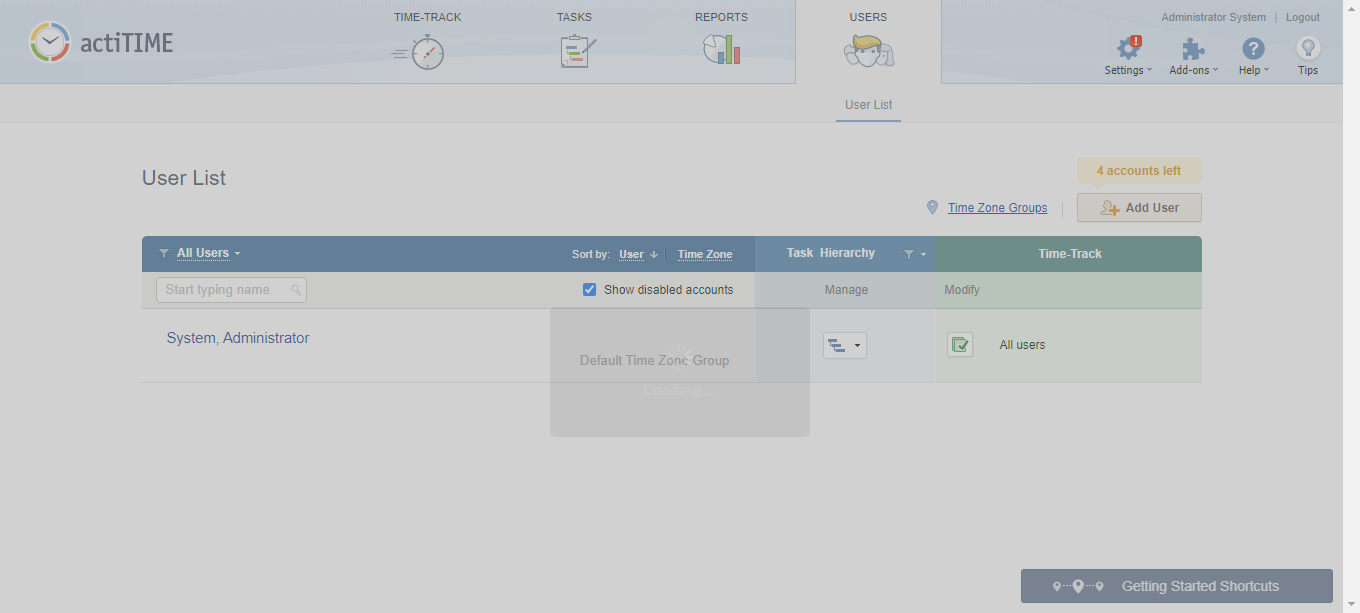 actiTIME
TIME-TRACK
TASKS
REPORTS
USERS
Administrator System | Logout
Settings
Add-ons
Help
Tips
User List
User List
4 accounts left
Time Zone Groups
Add User
All Users
Sort by: User Time Zone
Task Hierarchy
Time-Track
Start typing name
Show disabled accounts
Manage
Modify
System, Administrator
Default Time Zone Group
All users
Loading ...
Getting Started Shortcuts